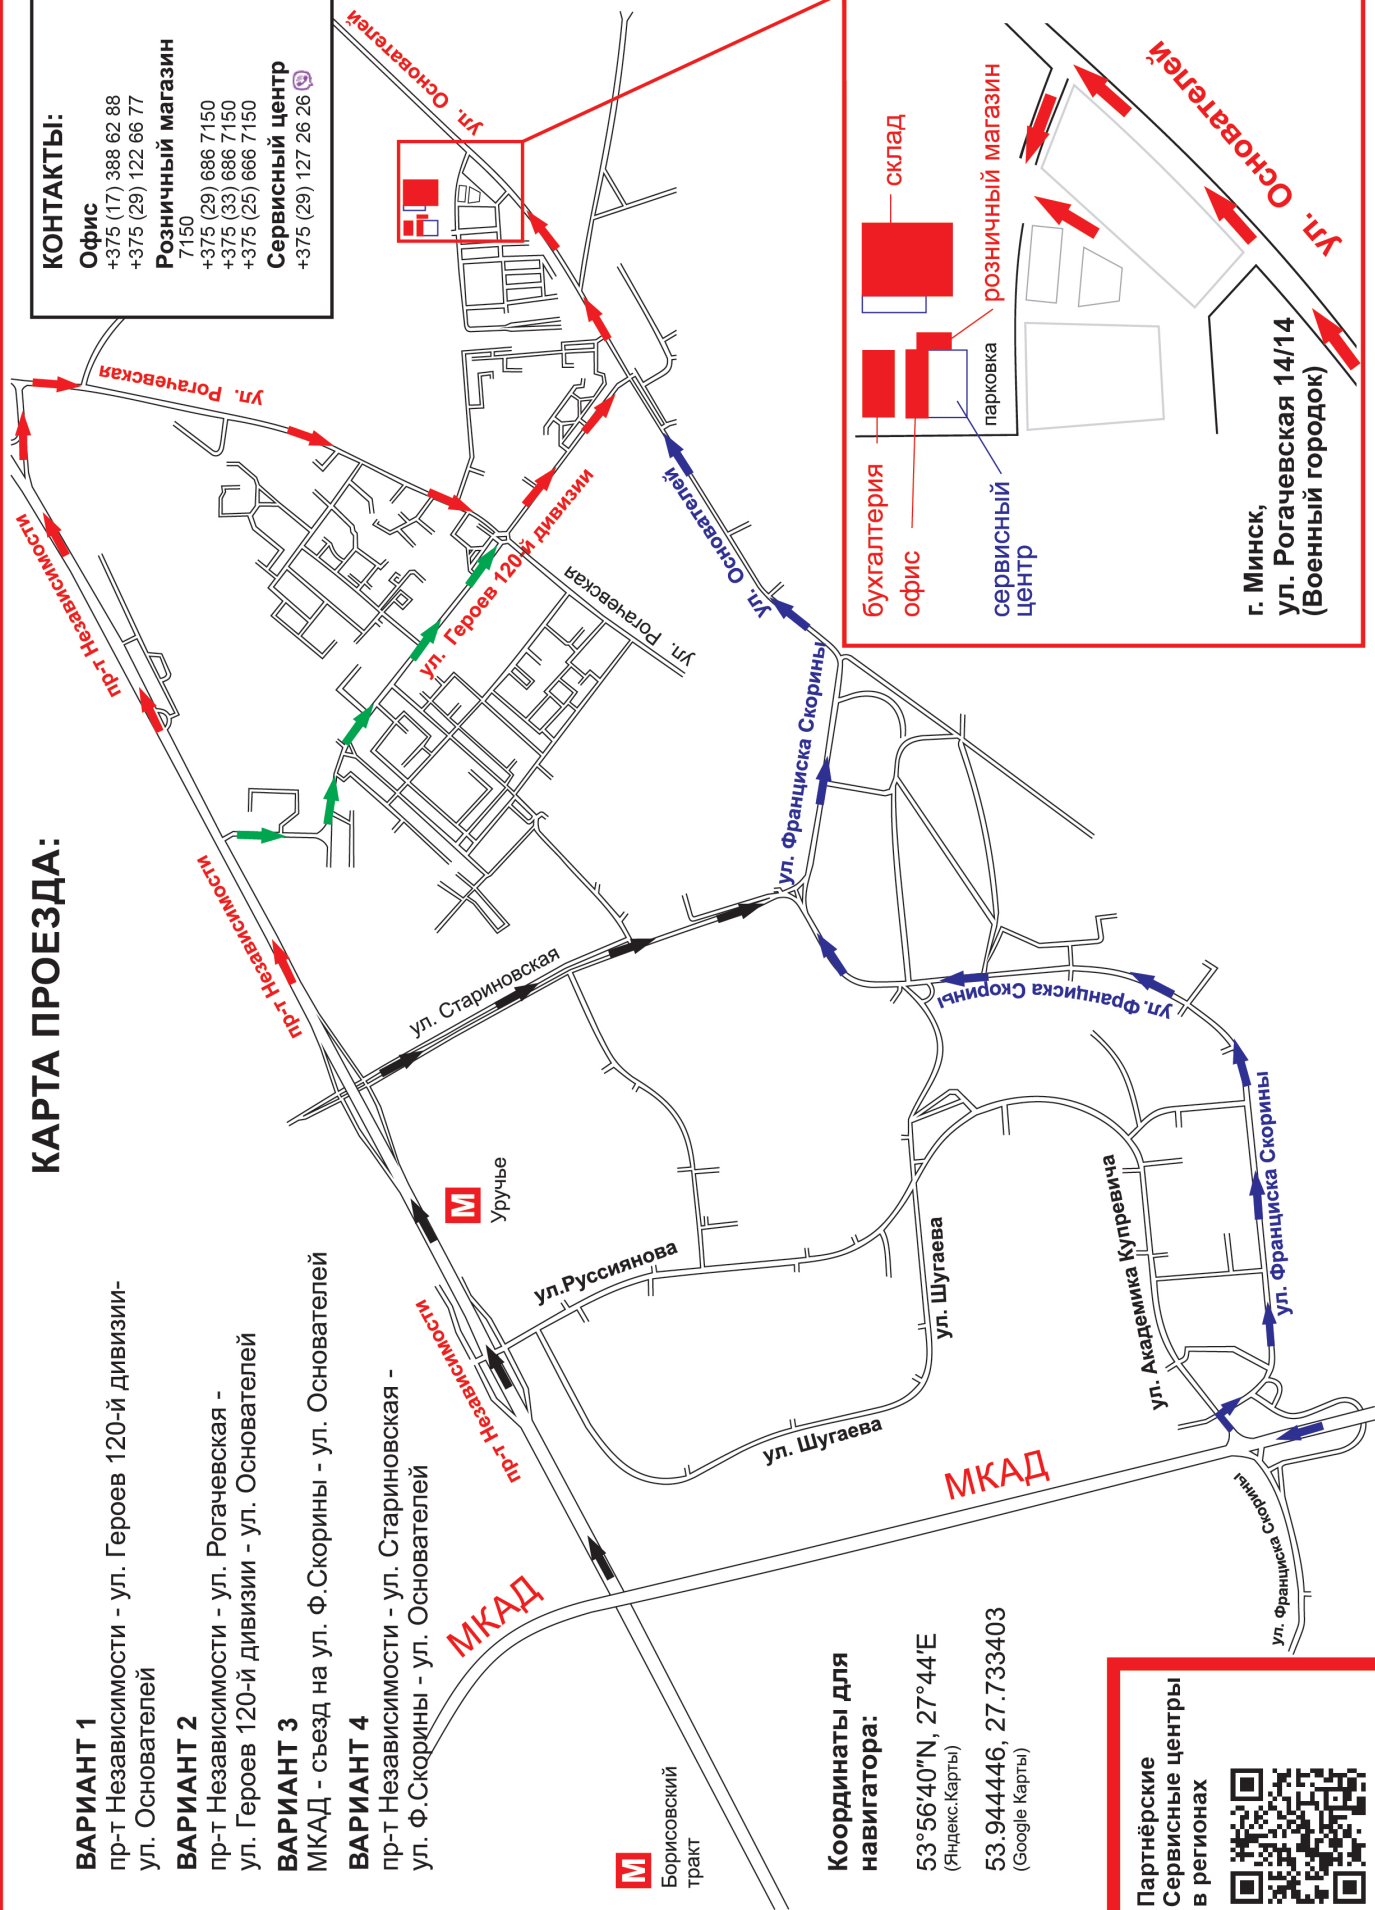 КАРТА ПРОЕЗДА:
ВАРИАНТ 1
пр-т Независимости - ул. Героев 120-й дивизии-
ул. Основателей
ВАРИАНТ 2
пр-т Независимости - ул. Рогачевская -
ул. Героев 120-й дивизии - ул. Основателей
ВАРИАНТ 3
МКАД - съезд на ул. Ф.Скорины - ул. Основателей
ВАРИАНТ 4
пр-т Независимости - ул. Стариновская -
ул. Ф.Скорины - ул. Основателей
КОНТАКТЫ:
Офис
+375 (17) 388 62 88
+375 (29) 122 66 77
Розничный магазин
7150
+375 (29) 686 7150
+375 (33) 686 7150
+375 (25) 666 7150
Сервисный центр
+375 (29) 127 26 26
пр-т Независимости
пр-т Независимости
пр-т Независимости
ул. Рогачевская
ул. Рогачевская
ул. Героев 120-й дивизии
ул. Основателей
ул. Основателей
ул. Стариновская
М
Уручье
ул.Руссиянова
ул. Шугаева
ул. Шугаева
ул. Академика Купревича
ул. Франциска Скорины
ул. Франциска Скорины
ул. Франциска Скорины
ул. Франциска Скорины
МКАД
МКАД
М
Борисовский
тракт
Координаты для
навигатора:
53°56′40″N, 27°44′E
(Яндекс.Карты)
53.944446, 27.733403
(Google Карты)
Партнёрские
Сервисные центры
в регионах
бухгалтерия
офис
склад
розничный магазин
парковка
сервисный
центр
ул. Основателей
г. Минск,
ул. Рогачевская 14/14
(Военный городок)